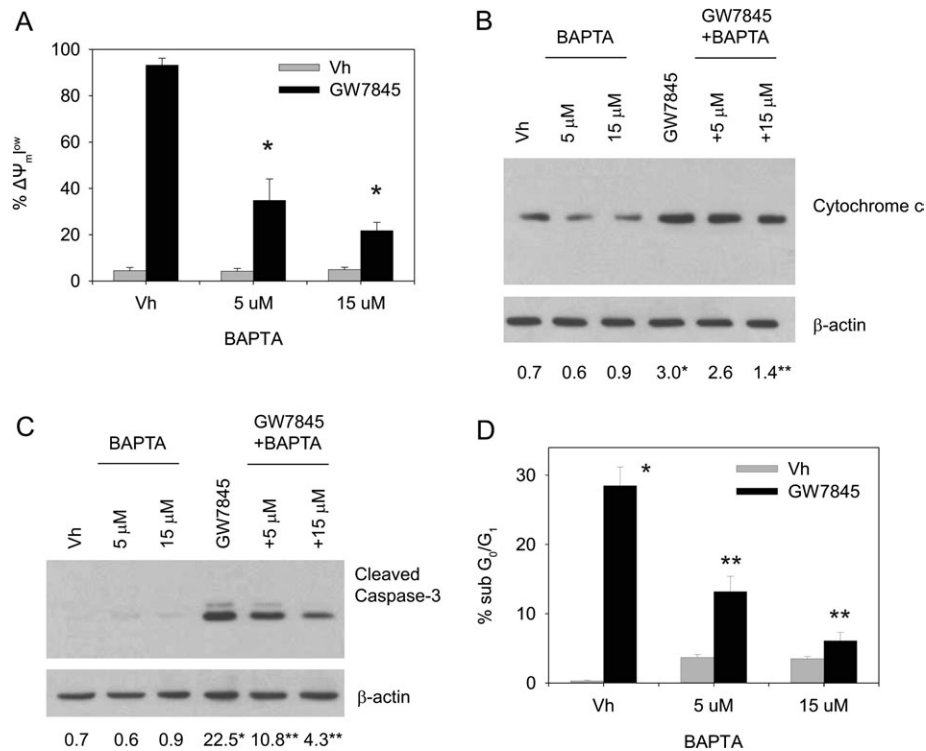 A
100
80
60
40
20
0
% ΔΨm|ow
Vh
GW7845
*
*
Vh
5 uM
15 uM
BAPTA
B
BAPTA
GW7845
+BAPTA
Vh
5 µM
15 µM
GW7845
+5 µM
+15 µM
Cytochrome c
β-actin
0.7 0.6 0.9 3.0* 2.6 1.4**
C
BAPTA
GW7845
+BAPTA
Vh
5 µM
15 µM
GW7845
+5 µM
+15 µM
Cleaved
Caspase-3
β-actin
0.7 0.6 0.9 22.5* 10.8** 4.3**
D
30
20
10
0
% sub G0/G1
Vh
GW7845
*
**
**
Vh
5 uM
15 uM
BAPTA